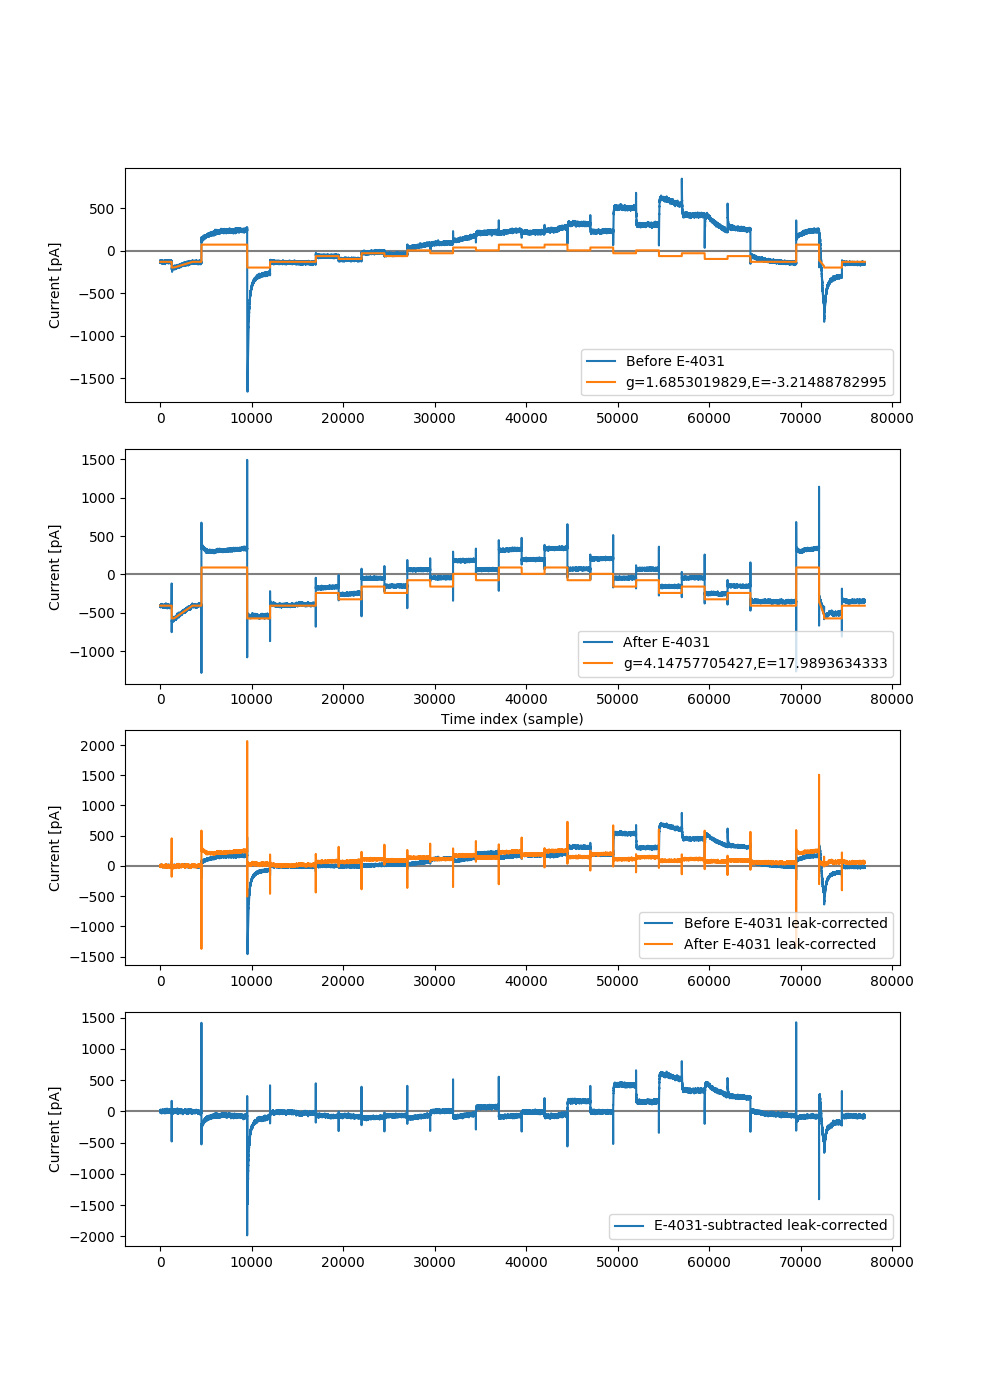 500
0
−500
−1000
−1500
Current [pA]
Before E-4031
g=1.6853019829,E=-3.21488782995
0 10000 20000 30000 40000 50000 60000 70000 80000
1500
1000
500
0
−500
−1000
Current [pA]
After E-4031
g=4.14757705427,E=17.9893634333
0 10000 20000 30000 40000 50000 60000 70000 80000
Time index (sample)
2000
1500
1000
500
0
−500
−1000
−1500
Current [pA]
Before E-4031 leak-corrected
After E-4031 leak-corrected
0 10000 20000 30000 40000 50000 60000 70000 80000
1500
1000
500
0
−500
−1000
−1500
−2000
Current [pA]
E-4031-subtracted leak-corrected
0 10000 20000 30000 40000 50000 60000 70000 80000